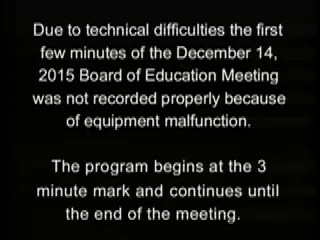 Due to technical difficulties the first
few minutes of the December 14,
2015 Board of Education Meeting
was not recorded properly because
of equipment malfunction.
The program begins at the 3
minute mark and continues until
the end of the meeting.